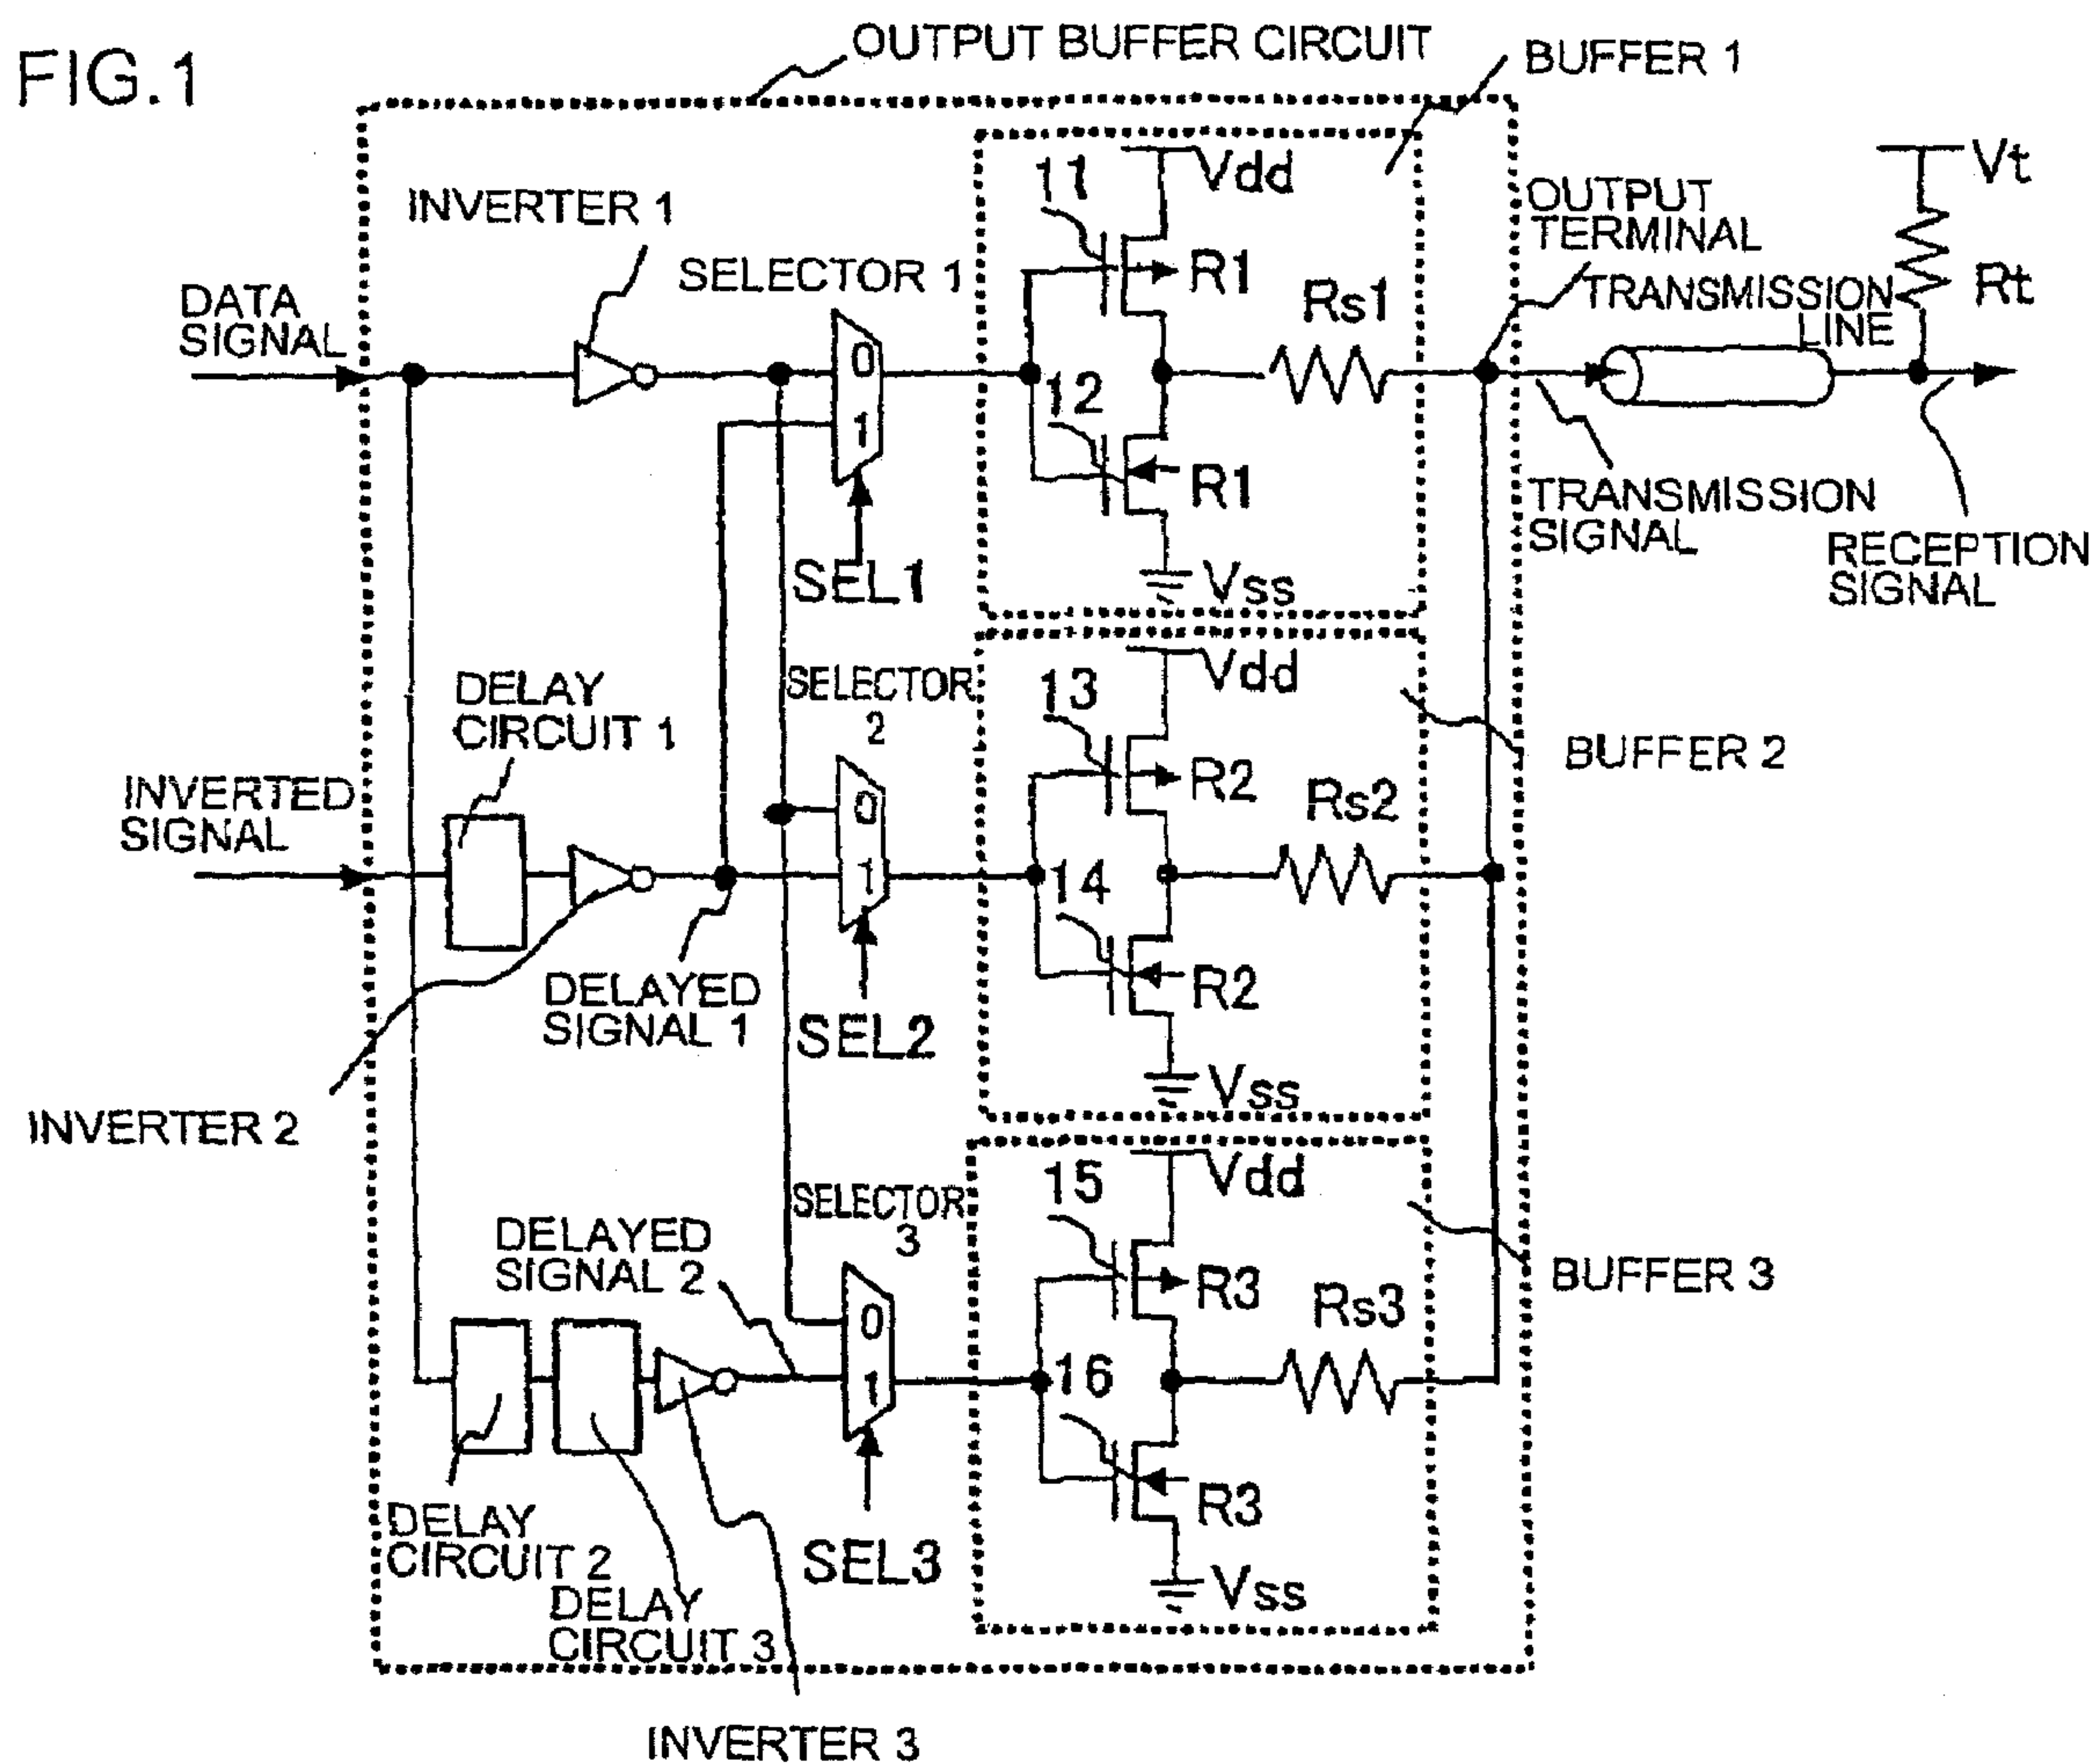 FIG.1
OUTPUT BUFFER CIRCUIT
BUFFER 1
INVERTER 1
SELECTOR 1
DATA
SIGNAL
11
Vdd
R1
Rs1
OUTPUT
TERMINAL
TRANSMISSION
LINE
Vt
Rt
0
1
12
R1
SEL1
Vss
TRANSMISSION
SIGNAL
RECEPTION
SIGNAL
DELAY
CIRCUIT 1
SELECTOR
2
13
Vdd
R2
Rs2
BUFFER 2
INVERTED
SIGNAL
0
1
14
R2
DELAYED
SIGNAL 1
SEL2
Vss
INVERTER 2
SELECTOR
3
15
Vdd
R3
Rs3
BUFFER 3
DELAYED
SIGNAL 2
0
1
16
R3
DELAY
CIRCUIT 2
DELAY
CIRCUIT 3
SEL3
Vss
INVERTER 3